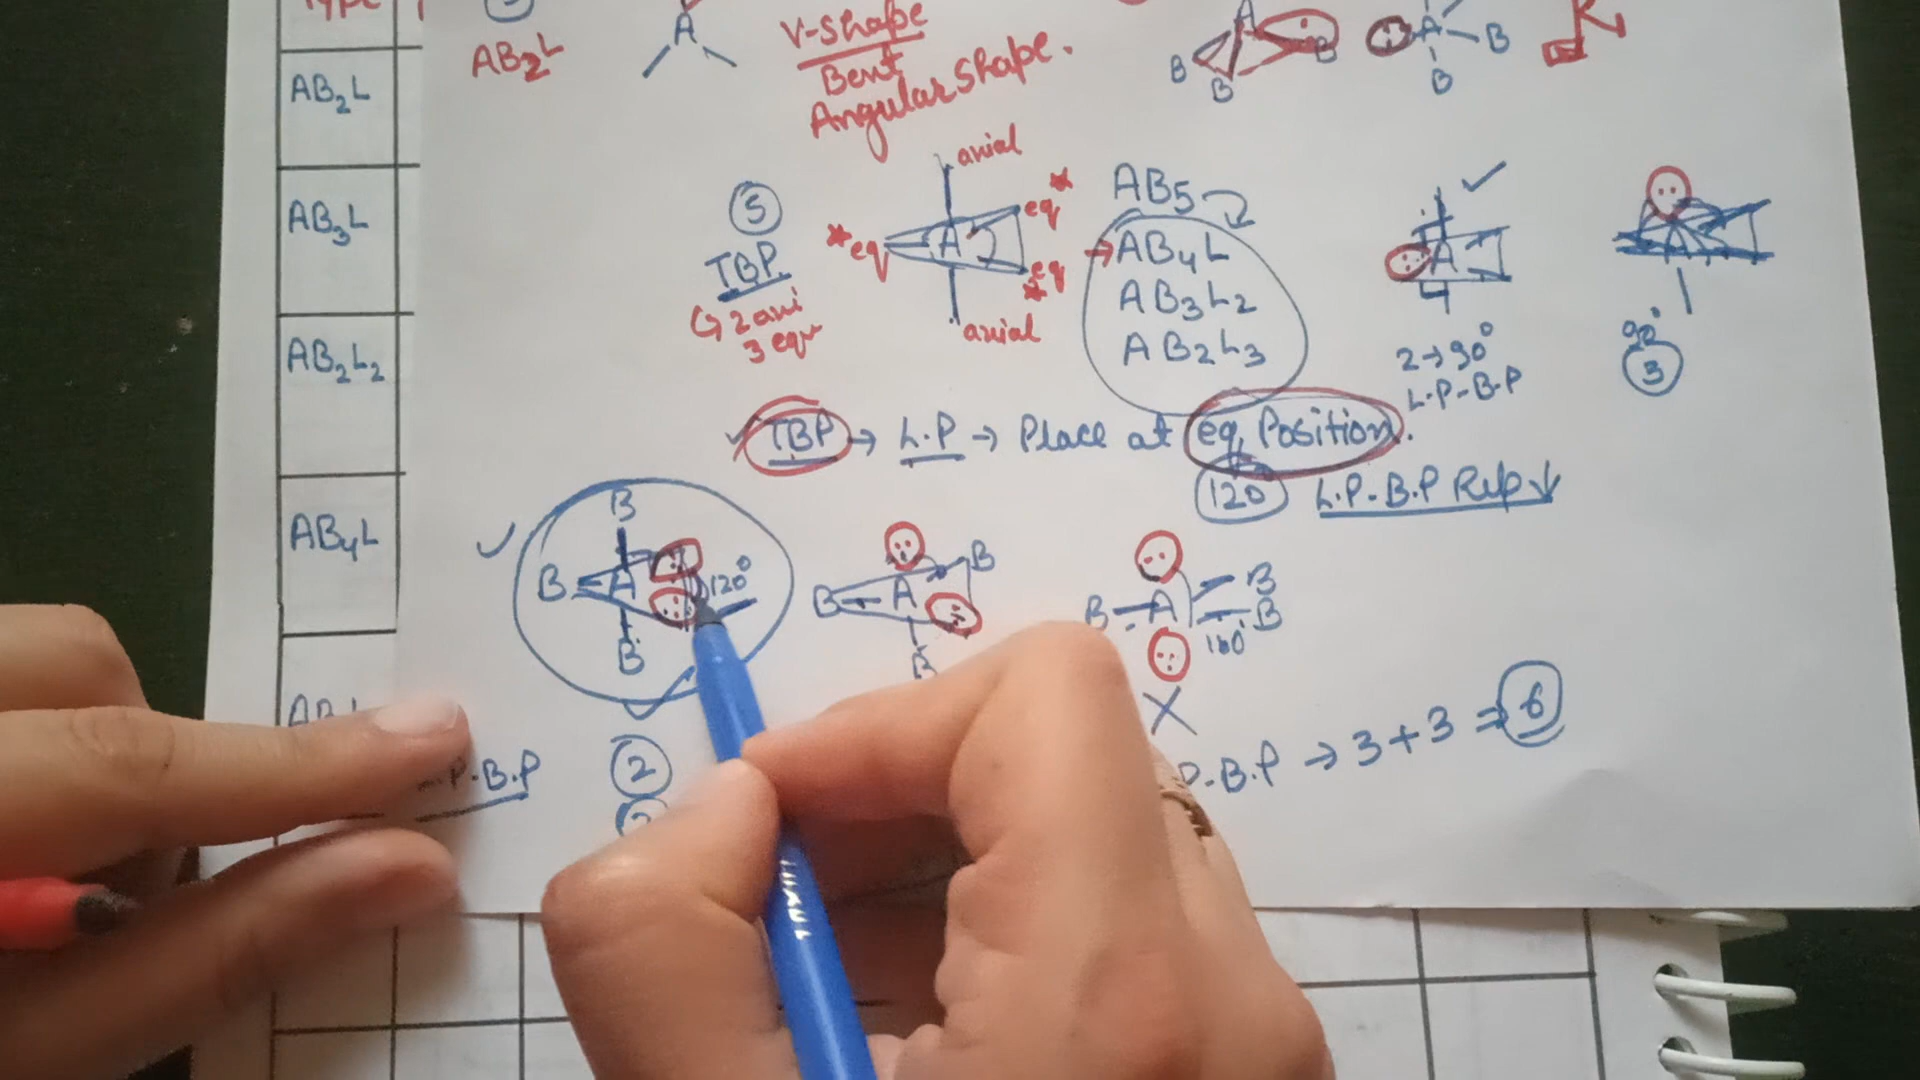 Type
AB2L
AB2L
AB3L
AB2L2
AB4L
A
V-Shape
Bent
Angular Shape.
A
B
B
B
A
B
B
5
TBP
2 axi
3 equ
axial
eq
eq
eq
A
axial
AB5
AB4L
AB3L2
AB2L3
A
2→90°
L.P-B.P
A
90°
3
TBP → L.P → Place at eq Position.
120 L.P-B.P Rep↓
B
B A 120°
B
B
B A
B
B
B A B
180°
P-B.P
2
P-B.P → 3+3 = 6